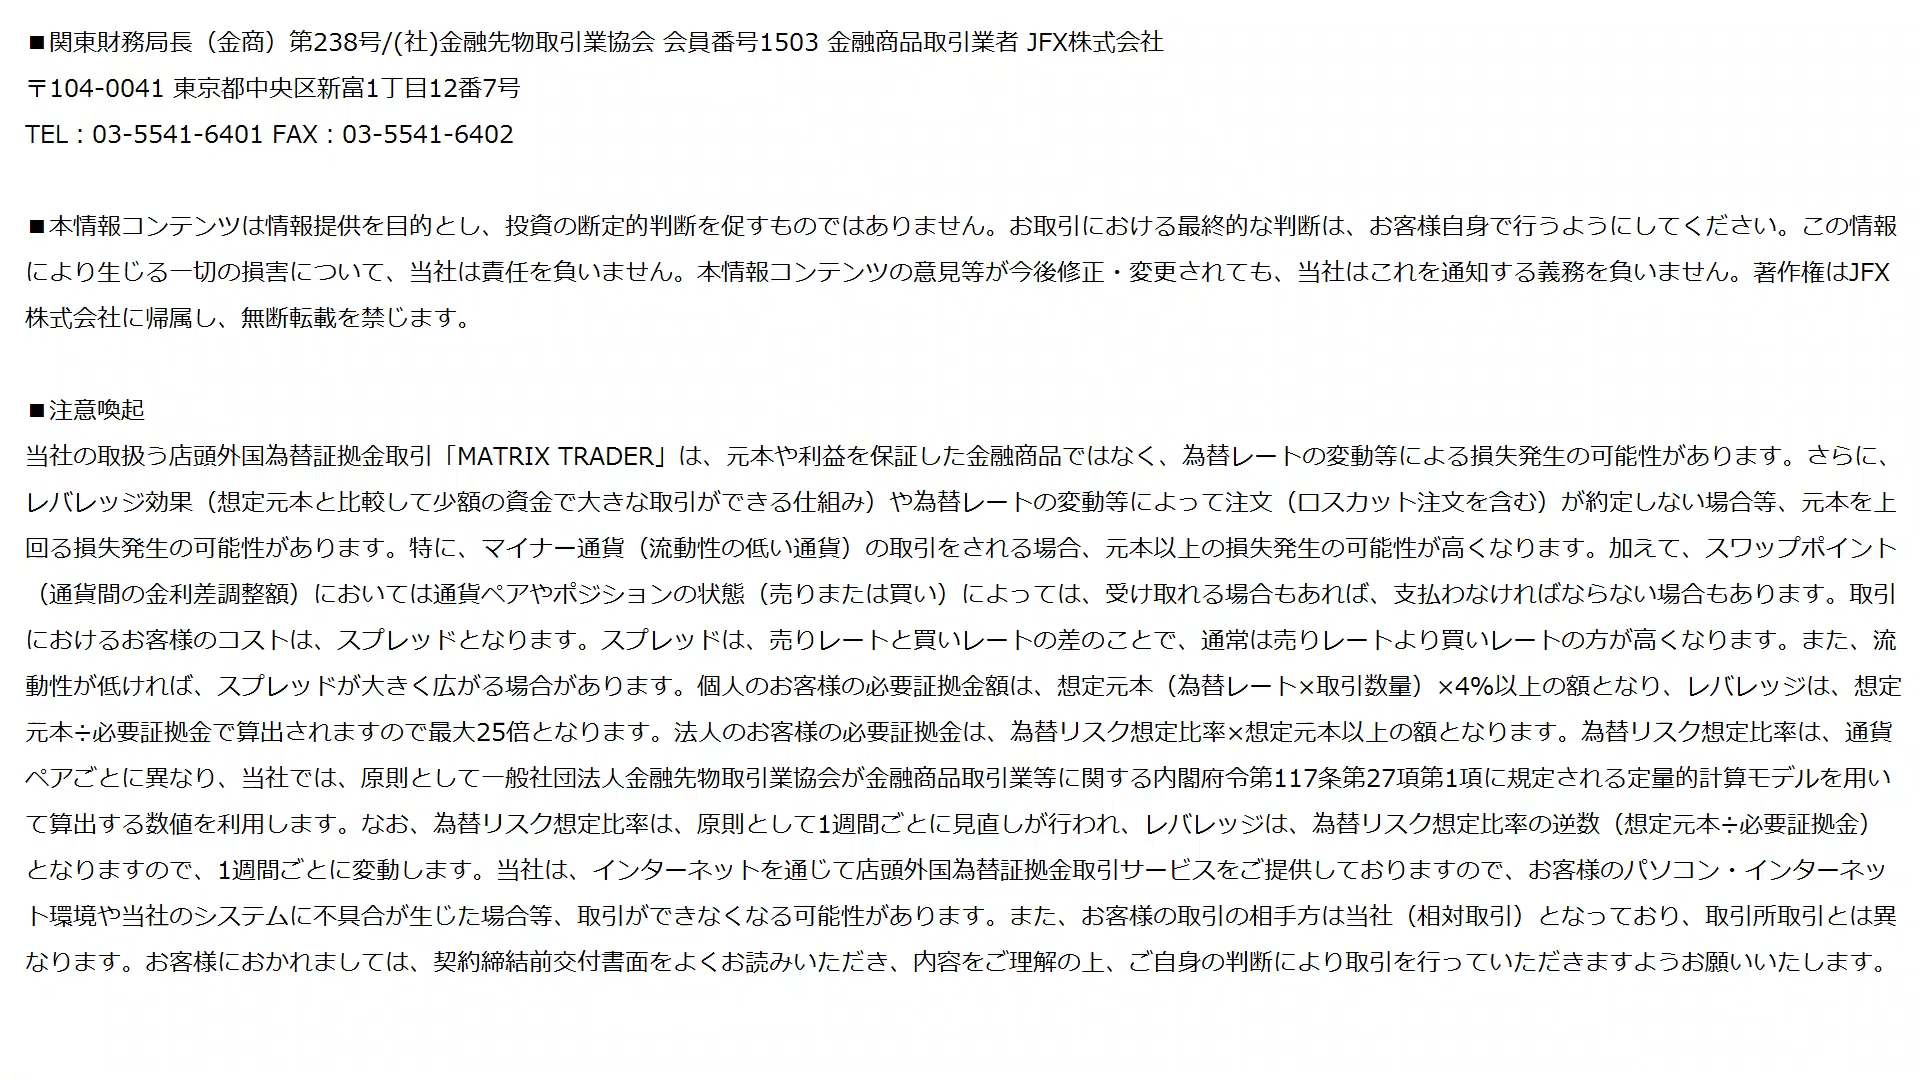 ■関東財務局長（金商）第238号/(社)金融先物取引業協会 会員番号1503 金融商品取引業者 JFX株式会社
〒104-0041 東京都中央区新富1丁目12番7号
TEL：03-5541-6401 FAX：03-5541-6402
■本情報コンテンツは情報提供を目的とし、投資の断定的判断を促すものではありません。お取引における最終的な判断は、お客様自身で行うようにしてください。この情報
により生じる一切の損害について、当社は責任を負いません。本情報コンテンツの意見等が今後修正・変更されても、当社はこれを通知する義務を負いません。著作権はJFX
株式会社に帰属し、無断転載を禁じます。
■注意喚起
当社の取扱う店頭外国為替証拠金取引「MATRIX TRADER」は、元本や利益を保証した金融商品ではなく、為替レートの変動等による損失発生の可能性があります。さらに、
レバレッジ効果（想定元本と比較して少額の資金で大きな取引ができる仕組み）や為替レートの変動等によって注文（ロスカット注文を含む）が約定しない場合等、元本を上
回る損失発生の可能性があります。特に、マイナー通貨（流動性の低い通貨）の取引をされる場合、元本以上の損失発生の可能性が高くなります。加えて、スワップポイント
（通貨間の金利差調整額）においては通貨ペアやポジションの状態（売りまたは買い）によっては、受け取れる場合もあれば、支払わなければならない場合もあります。取引
におけるお客様のコストは、スプレッドとなります。スプレッドは、売りレートと買いレートの差のことで、通常は売りレートより買いレートの方が高くなります。また、流
動性が低ければ、スプレッドが大きく広がる場合があります。個人のお客様の必要証拠金額は、想定元本（為替レート×取引数量）×4%以上の額となり、レバレッジは、想定
元本÷必要証拠金で算出されますので最大25倍となります。法人のお客様の必要証拠金は、為替リスク想定比率×想定元本以上の額となります。為替リスク想定比率は、通貨
ペアごとに異なり、当社では、原則として一般社団法人金融先物取引業協会が金融商品取引業等に関する内閣府令第117条第27項第1項に規定される定量的計算モデルを用い
て算出する数値を利用します。なお、為替リスク想定比率は、原則として1週間ごとに見直しが行われ、レバレッジは、為替リスク想定比率の逆数（想定元本÷必要証拠金）
となりますので、1週間ごとに変動します。当社は、インターネットを通じて店頭外国為替証拠金取引サービスをご提供しておりますので、お客様のパソコン・インターネッ
ト環境や当社のシステムに不具合が生じた場合等、取引ができなくなる可能性があります。また、お客様の取引の相手方は当社（相対取引）となっており、取引所取引とは異
なります。お客様におかれましては、契約締結前交付書面をよくお読みいただき、内容をご理解の上、ご自身の判断により取引を行っていただきますようお願いいたします。